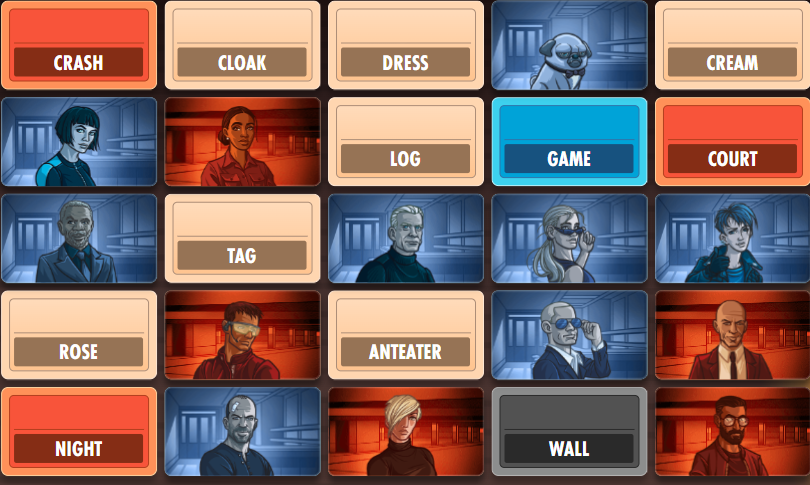 CRASH
CLOAK
DRESS
CREAM
LOG
GAME
COURT
TAG
ROSE
ANTEATER
NIGHT
WALL